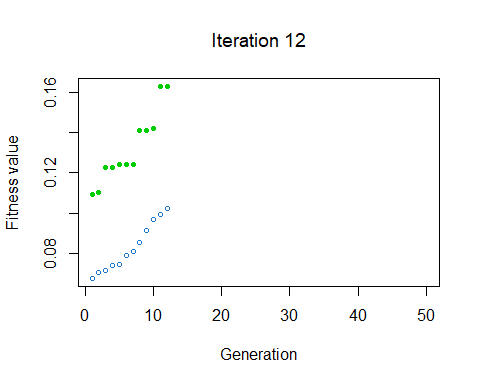 Iteration 12
0.16
0.12
0.08
Fitness value
0 10 20 30 40 50
Generation